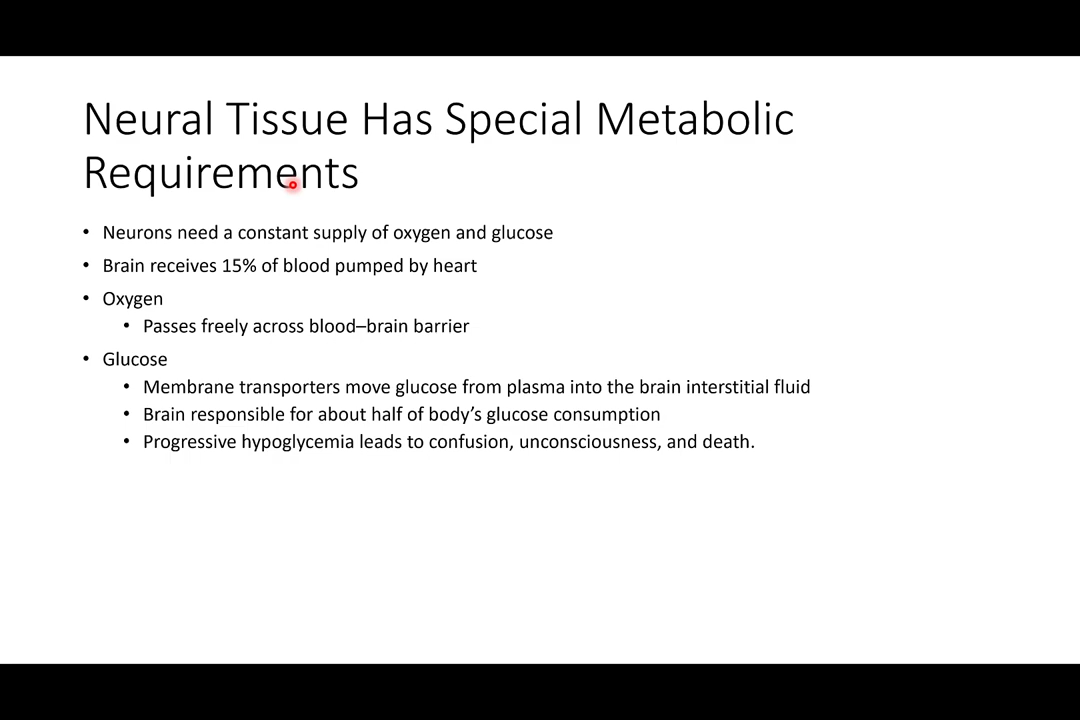 Neural Tissue Has Special Metabolic
Requirements
• Neurons need a constant supply of oxygen and glucose
• Brain receives 15% of blood pumped by heart
• Oxygen
• Passes freely across blood–brain barrier
• Glucose
• Membrane transporters move glucose from plasma into the brain interstitial fluid
• Brain responsible for about half of body’s glucose consumption
• Progressive hypoglycemia leads to confusion, unconsciousness, and death.